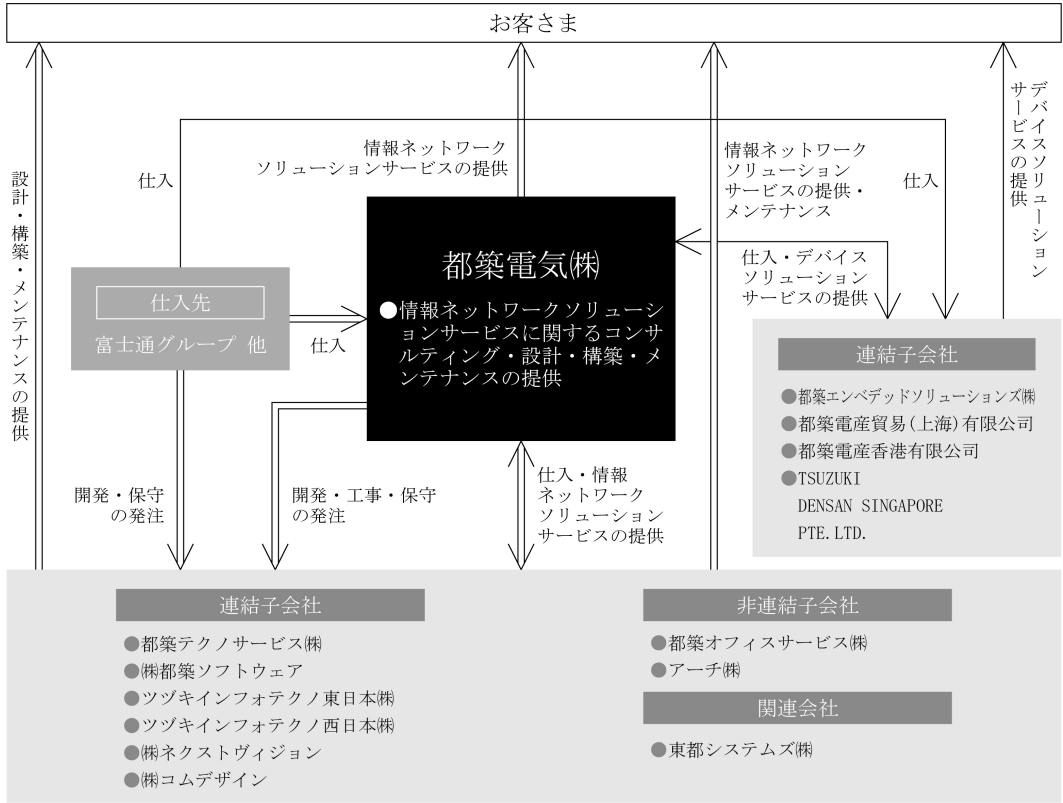 お客さま
設計・構築・メンテナンスの提供
仕入
情報ネットワーク
ソリューションサービスの提供
情報ネットワーク
ソリューション
サービスの提供・
メンテナンス
仕入
デバイスソリューション
サービスの提供
仕入先
富士通グループ 他
仕入
都築電気㈱
●情報ネットワークソリューシ
ョンサービスに関するコンサ
ルティング・設計・構築・メ
ンテナンスの提供
仕入・デバイス
ソリューション
サービスの提供
連結子会社
●都築エンベデッドソリューションズ㈱
●都築電産貿易(上海)有限公司
●都築電産香港有限公司
●TSUZUKI
DENSAN SINGAPORE
PTE.LTD.
開発・保守
の発注
開発・工事・保守
の発注
仕入・情報
ネットワーク
ソリューション
サービスの提供
連結子会社
●都築テクノサービス㈱
●㈱都築ソフトウェア
●ツヅキインフォテクノ東日本㈱
●ツヅキインフォテクノ西日本㈱
●㈱ネクストヴィジョン
●㈱コムデザイン
非連結子会社
●都築オフィスサービス㈱
●アーチ㈱
関連会社
●東都システムズ㈱